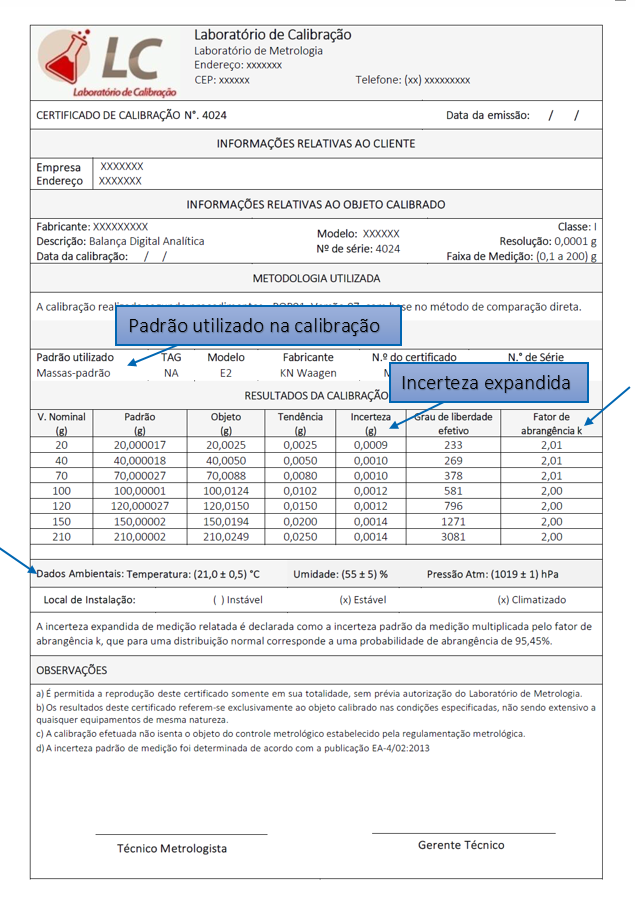 LC
Laboratório de Calibração
Laboratório de Calibração
Laboratório de Metrologia
Endereço: xxxxxxx
CEP: xxxxxx Telefone: (xx) xxxxxxxxx
CERTIFICADO DE CALIBRAÇÃO N°. 4024 Data da emissão: / /
INFORMAÇÕES RELATIVAS AO CLIENTE
Empresa XXXXXXX
Endereço XXXXXXX
INFORMAÇÕES RELATIVAS AO OBJETO CALIBRADO
Fabricante: XXXXXXXXX Modelo: XXXXXX Classe: I
Descrição: Balança Digital Analítica Nº de série: 4024 Resolução: 0,0001 g
Data da calibração: / / Faixa de Medição: (0,1 a 200) g
METODOLOGIA UTILIZADA
A calibração no método de comparação direta.
Padrão utilizado na calibração
Padrão utilizado TAG Modelo Fabricante N.º do certificado N.° de Série
Massas-padrão NA E2 KN Waagen
Incerteza expandida
RESULTADOS DA CALIBRAÇÃO
V. Nominal Padrão Objeto Tendência Incerteza Grau de liberdade Fator de
(g) (g) (g) (g) (g) efetivo abrangência k
20 20,000017 20,0025 0,0025 0,0009 233 2,01
40 40,000018 40,0050 0,0050 0,0010 269 2,01
70 70,000027 70,0088 0,0080 0,0010 378 2,01
100 100,00001 100,0124 0,0102 0,0012 581 2,00
120 120,000027 120,0150 0,0150 0,0012 796 2,00
150 150,00002 150,0194 0,0200 0,0014 1271 2,00
210 210,00002 210,0249 0,0250 0,0014 3081 2,00
Dados Ambientais: Temperatura: (21,0 ± 0,5) °C Umidade: (55 ± 5) % Pressão Atm: (1019 ± 1) hPa
Local de Instalação: ( ) Instável (x) Estável (x) Climatizado
A incerteza expandida de medição relatada é declarada como a incerteza padrão da medição multiplicada pelo fator de
abrangência k, que para uma distribuição normal corresponde a uma probabilidade de abrangência de 95,45%.
OBSERVAÇÕES
a) É permitida a reprodução deste certificado somente em sua totalidade, sem prévia autorização do Laboratório de Metrologia.
b) Os resultados deste certificado referem-se exclusivamente ao objeto calibrado nas condições especificadas, não sendo extensivo a
quaisquer equipamentos de mesma natureza.
c) A calibração efetuada não isenta o objeto do controle metrológico estabelecido pela regulamentação metrológica.
d) A incerteza padrão de medição foi determinada de acordo com a publicação EA-4/02:2013
Técnico Metrologista Gerente Técnico